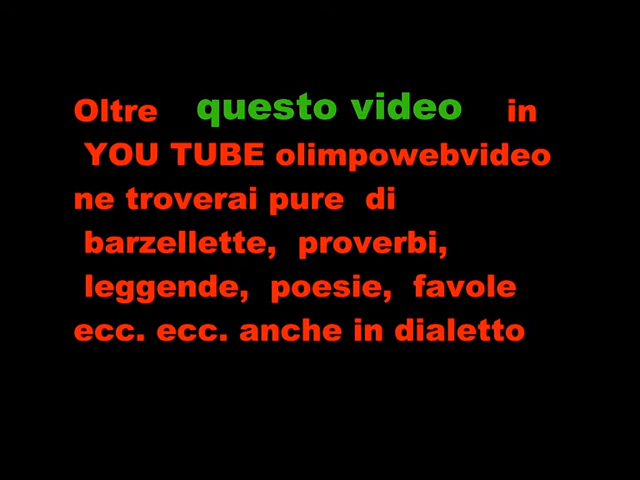 Oltre questo video in
YOU TUBE olimpowebvideo
ne troverai pure di
barzellette, proverbi,
leggende, poesie, favole
ecc. ecc. anche in dialetto